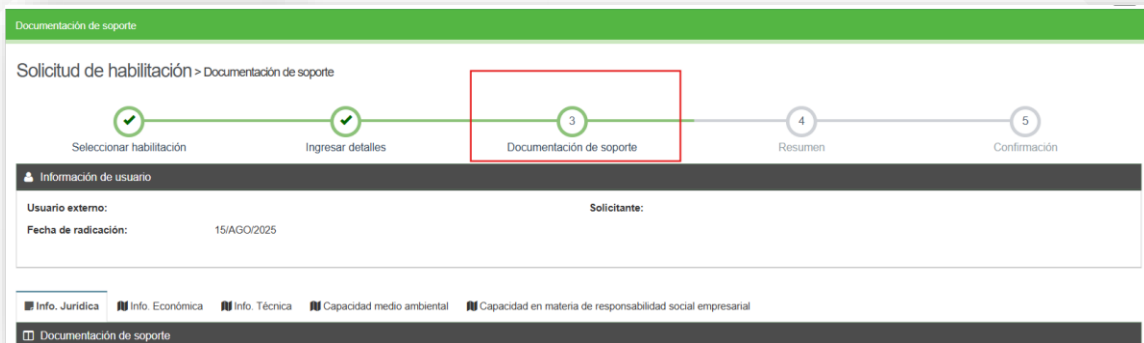 Documentación de soporte
Solicitud de habilitación > Documentación de soporte
3 4 5
Seleccionar habilitación Ingresar detalles Documentación de soporte Resumen Confirmación
Información de usuario
Usuario externo: Solicitante:
Fecha de radicación: 15/AGO/2025
Info. Juridica Info. Económica Info. Técnica Capacidad medio ambiental Capacidad en materia de responsabilidad social empresarial
Documentación de soporte